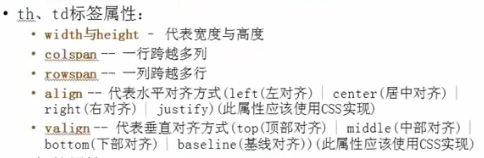 • th、td标签属性：
• width与height - 代表宽度与高度
• colspan -- 一行跨越多列
• rowspan -- 一列跨越多行
• align -- 代表水平对齐方式(left(左对齐) | center(居中对齐) |
right(右对齐) | justify)(此属性应该使用CSS实现)
• valign -- 代表垂直对齐方式(top(顶部对齐) | middle(中部对齐) |
bottom(下部对齐) | baseline(基线对齐))(此属性应该使用CSS实现)